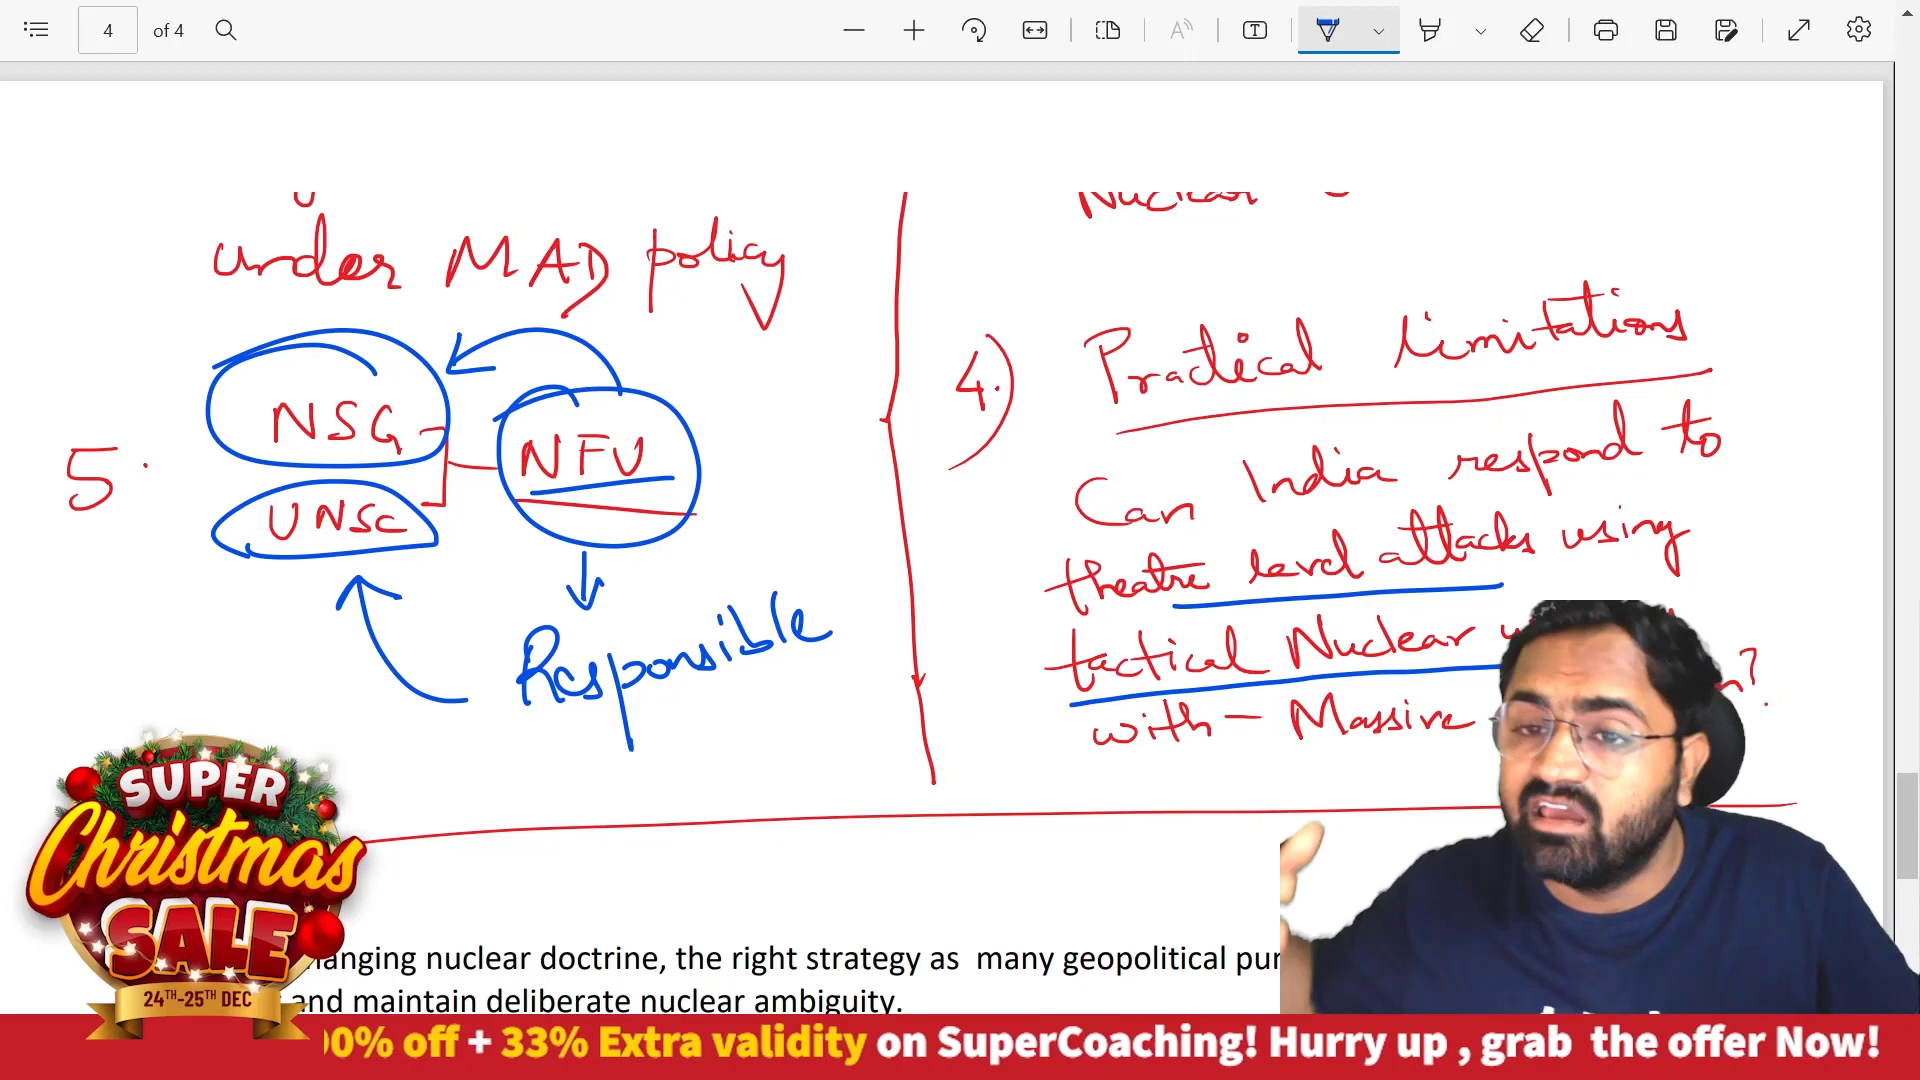 4
of 4
under MAD policy
5.
NSG
UNSC
NFU
Responsible
Nuclear
4.) Practical limitations
Can India respond to
theatre level attacks using
tactical Nuclear
with - Massive
?
SUPER
Christmas
SALE
24TH-25TH DEC
hanging nuclear doctrine, the right strategy as many geopolitical
and maintain deliberate nuclear ambiguity.
0% off + 33% Extra validity on SuperCoaching! Hurry up , grab the offer Now!